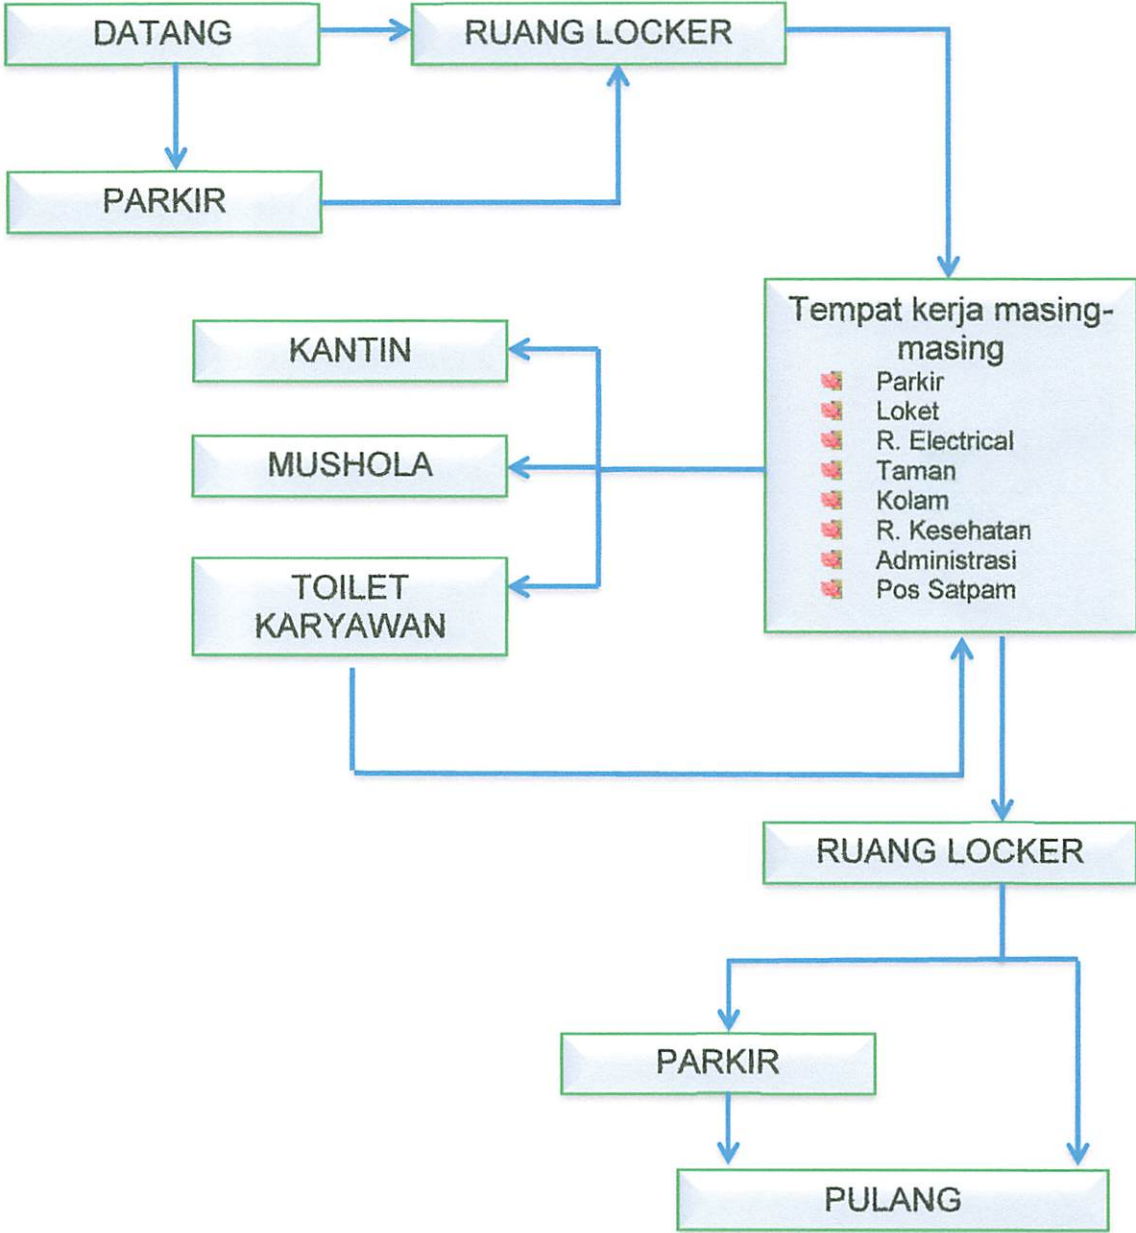 DATANG
RUANG LOCKER
PARKIR
Tempat kerja masing-
masing
Parkir
Loket
R. Electrical
Taman
Kolam
R. Kesehatan
Administrasi
Pos Satpam
KANTIN
MUSHOLA
TOILET
KARYAWAN
RUANG LOCKER
PARKIR
PULANG